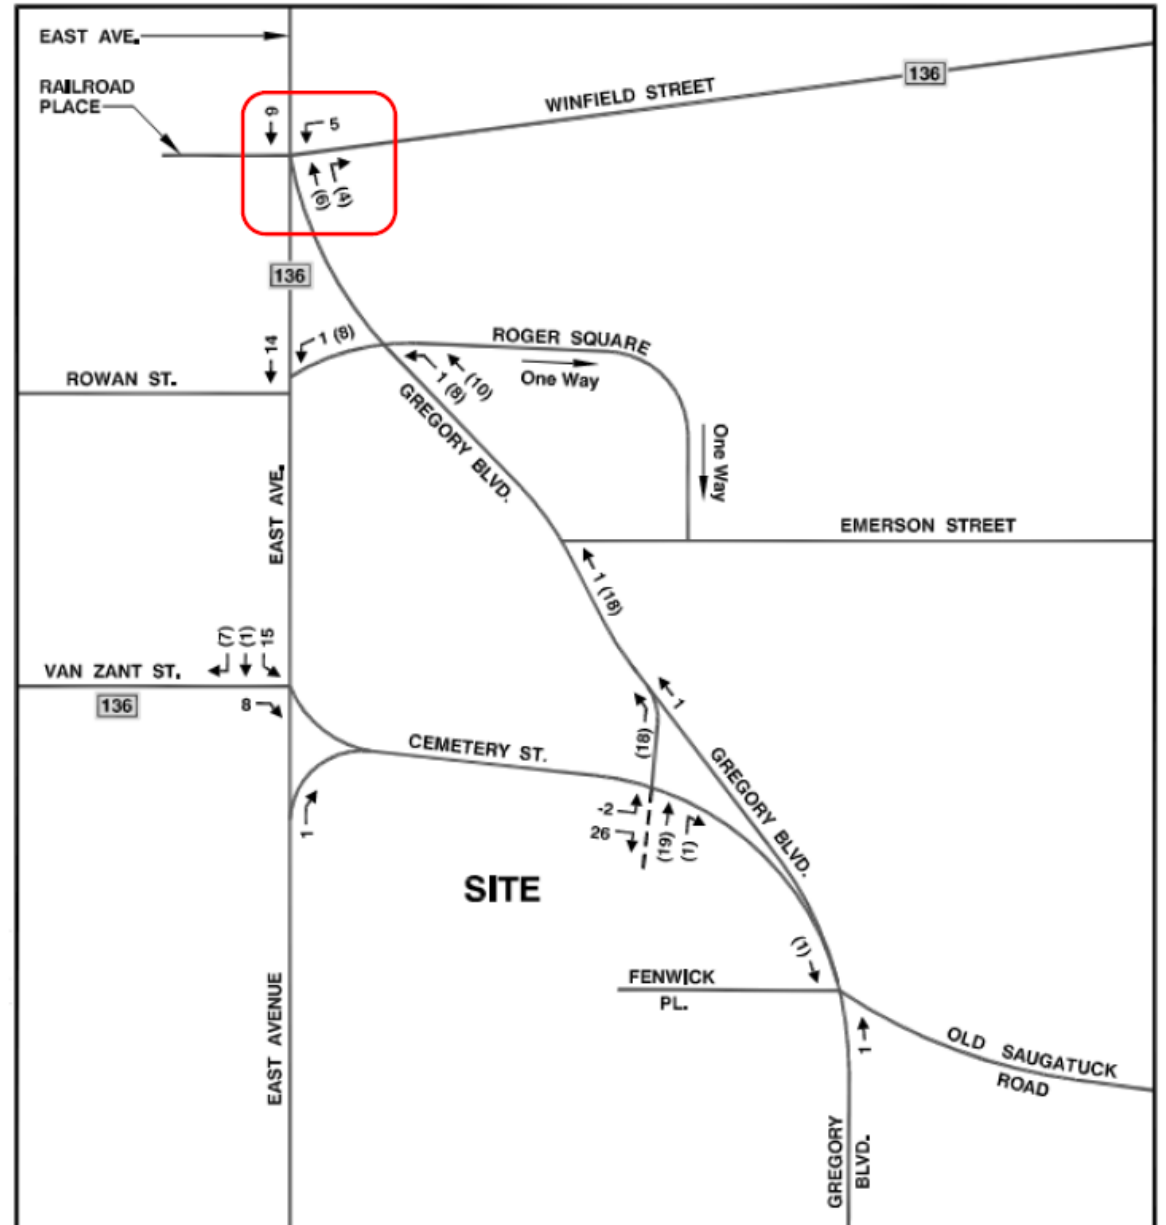 EAST AVE.
RAILROAD
PLACE
9
5
(6)
(4)
WINFIELD STREET
136
136
14
1 (8)
ROGER SQUARE
One Way
ROWAN ST.
1 (8)
(10)
GREGORY BLVD.
One Way
EAST AVE.
EMERSON STREET
1 (18)
(7)
(1)
15
VAN ZANT ST.
136
8
1
CEMETERY ST.
(18)
1
GREGORY BLVD.
-2
26
(19)
(1)
SITE
1
(1)
FENWICK
PL.
EAST AVENUE
OLD SAUGATUCK
ROAD
GREGORY
BLVD.